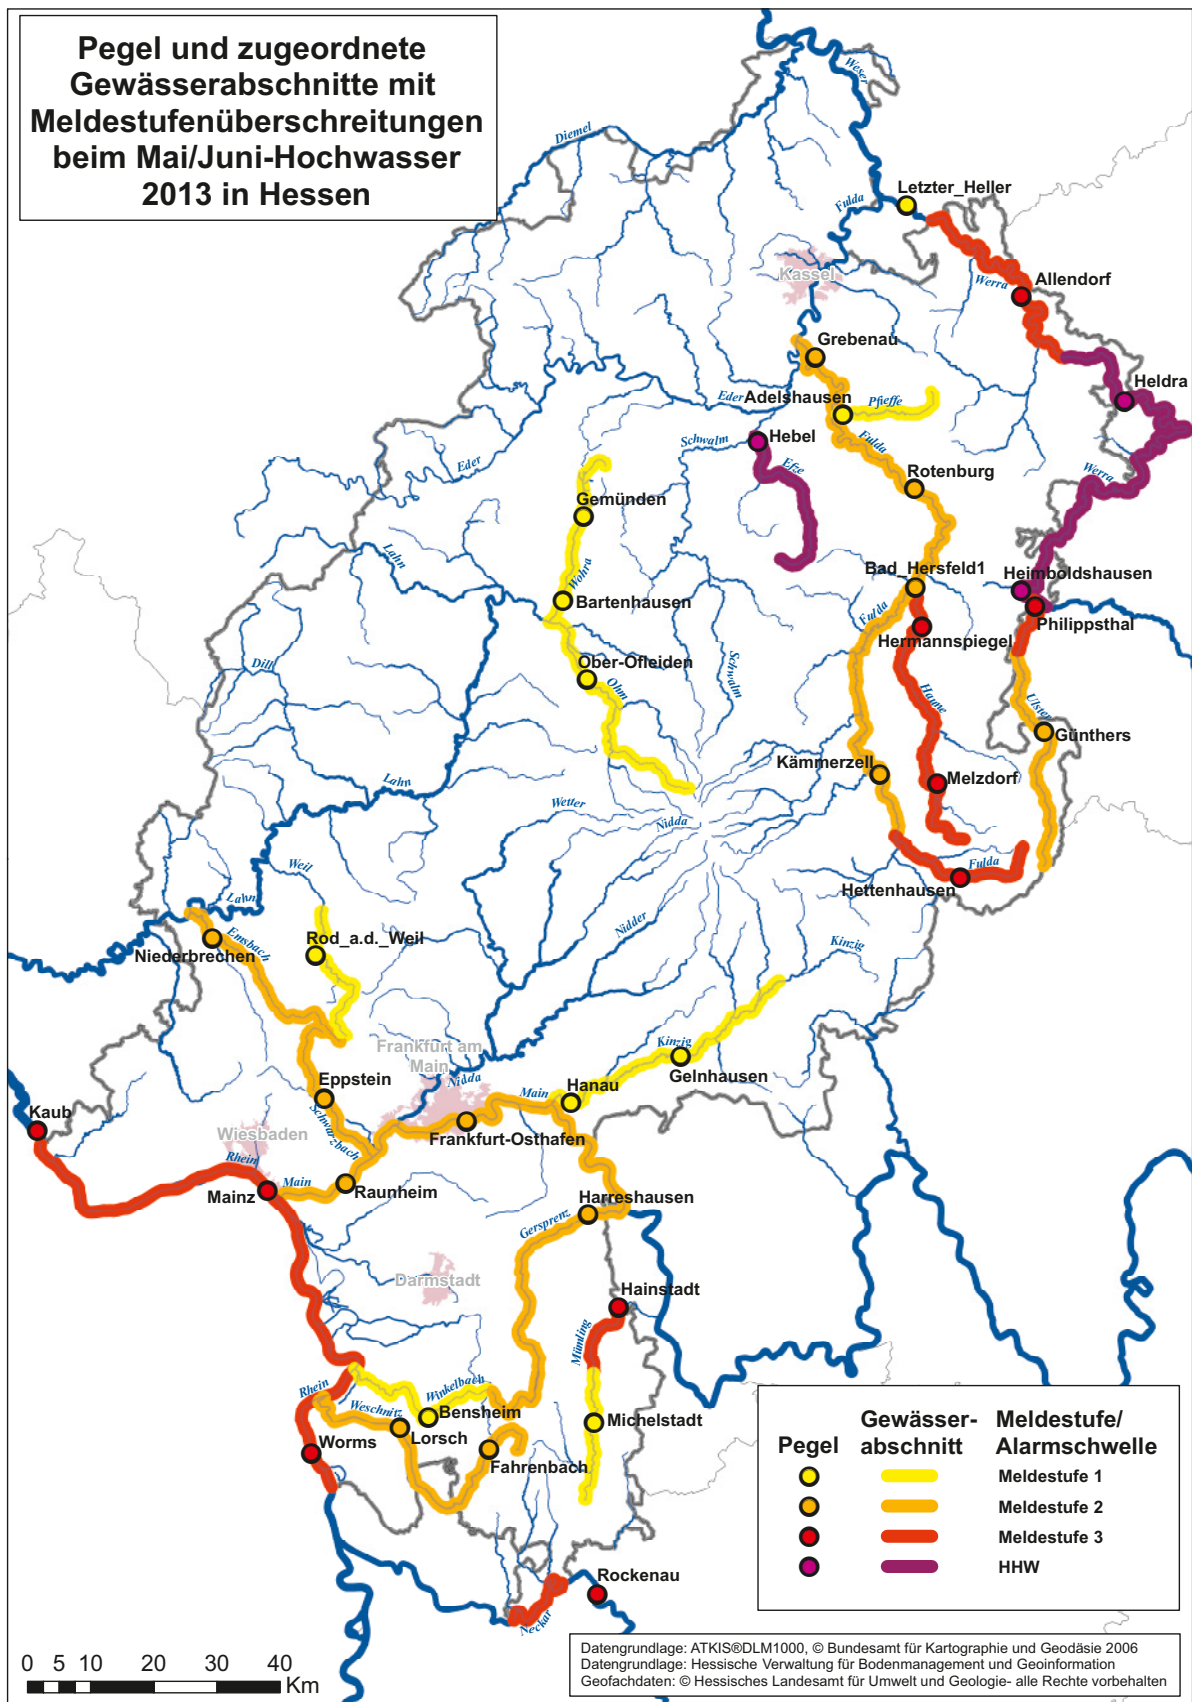 Pegel und zugeordnete
Gewässerabschnitte mit
Meldestufenüberschreitungen
beim Mai/Juni-Hochwasser
2013 in Hessen
Weser
Diemel
Letzter_Heller
Fulda
Kassel
Werra
Allendorf
Grebenau
Heldra
Eder
Adelshausen
Pfieffe
Schwalm
Hebel
Fulda
Eder
Efze
Werra
Rotenburg
Gemünden
Lahn
Wohra
Bad_Hersfeld1
Heimboldshausen
Bartenhausen
Fulda
Philippsthal
Hermannspiegel
Dill
Ober-Ofleiden
Schwalm
Ohm
Haune
Ulster
Günthers
Lahn
Kämmerzell
Melzdorf
Wetter
Nidda
Weil
Fulda
Hettenhausen
Lahn
Nidder
Emsbach
Rod_a.d._Weil
Kinzig
Niederbrechen
Frankfurt am
Main
Kinzig
Gelnhausen
Eppstein
Nidda
Main
Hanau
Kaub
Schwarzbach
Wiesbaden
Frankfurt-Osthafen
Rhein
Mainz
Main
Raunheim
Harreshausen
Gersprenz
Darmstadt
Hainstadt
Mümling
Rhein
Winkelbach
Weschnitz
Bensheim
Michelstadt
Lorsch
Worms
Fahrenbach
Rockenau
Neckar
Pegel
Gewässer-
abschnitt
Meldestufe/
Alarmschwelle
Meldestufe 1
Meldestufe 2
Meldestufe 3
HHW
0 5 10 20 30 40
Km
Datengrundlage: ATKIS®DLM1000, © Bundesamt für Kartographie und Geodäsie 2006
Datengrundlage: Hessische Verwaltung für Bodenmanagement und Geoinformation
Geofachdaten: © Hessisches Landesamt für Umwelt und Geologie- alle Rechte vorbehalten